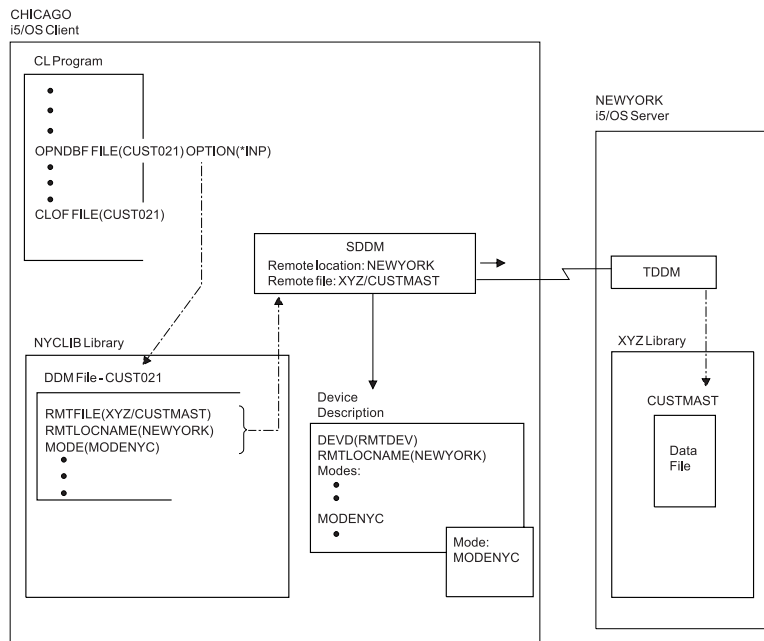 CHICAGO
i5/OS Client
CL Program
OPNDBF FILE(CUST021) OPTION(*INP)
CLOF FILE(CUST021)
NEWYORK
i5/OS Server
SDDM
Remote location: NEWYORK
Remote file: XYZ/CUSTMAST
TDDM
NYCLIB Library
DDM File - CUST021
RMTFILE(XYZ/CUSTMAST)
RMTLOCNAME(NEWYORK)
MODE(MODENYC)
Device
Description
DEVD(RMTDEV)
RMTLOCNAME(NEWYORK)
Modes:
MODENYC
Mode:
MODENYC
XYZ Library
CUSTMAST
Data
File